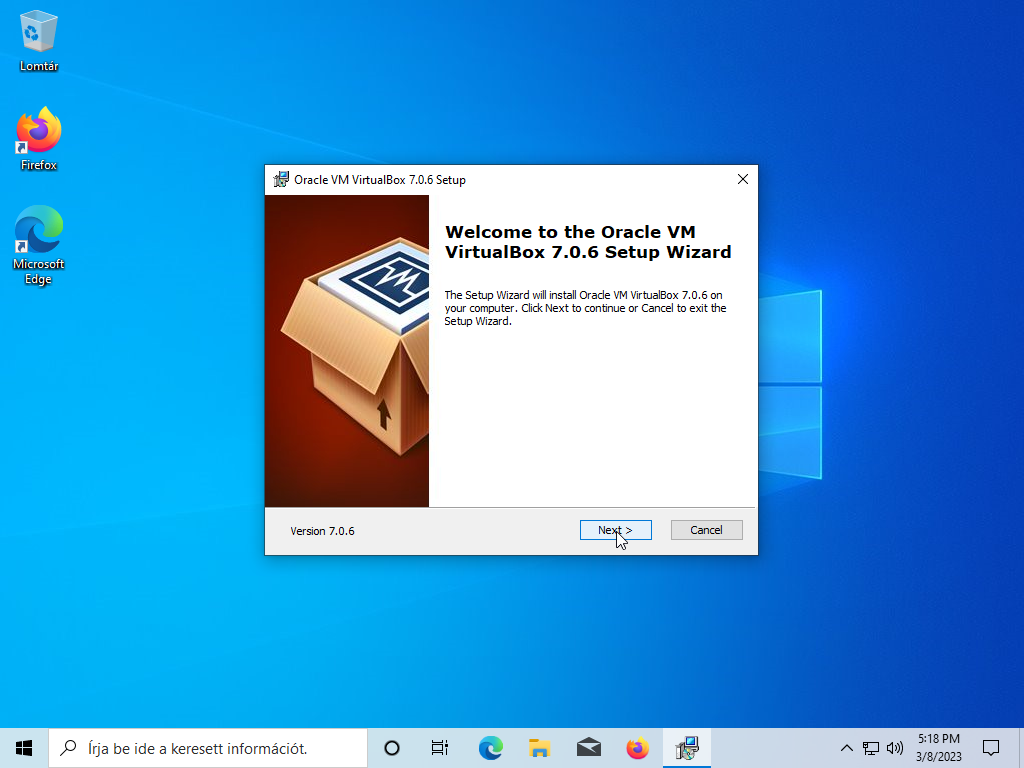 Lomtár
Firefox
Microsoft
Edge
Oracle VM VirtualBox 7.0.6 Setup
Welcome to the Oracle VM
VirtualBox 7.0.6 Setup Wizard
The Setup Wizard will install Oracle VM VirtualBox 7.0.6 on
your computer. Click Next to continue or Cancel to exit the
Setup Wizard.
Version 7.0.6
Next >
Cancel
Írja be ide a keresett információt.
5:18 PM
3/8/2023